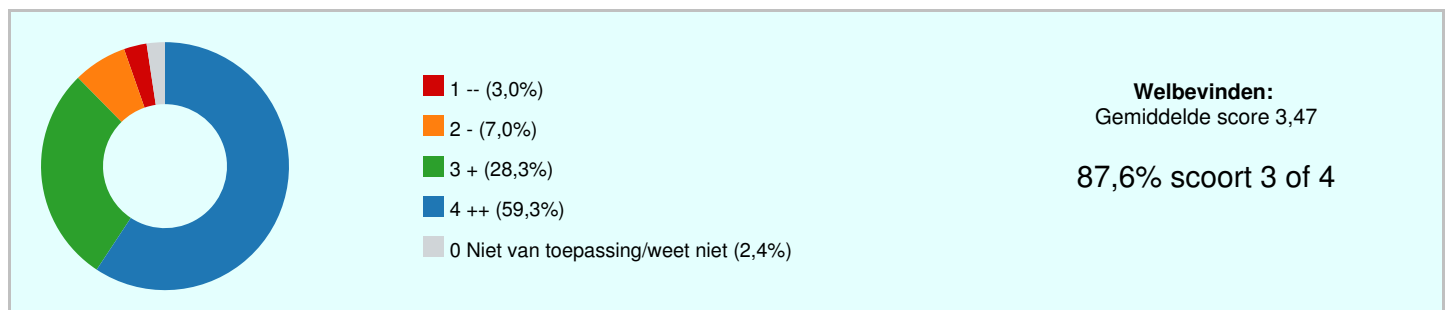 1 -- (3,0%)
2 - (7,0%)
3 + (28,3%)
4 ++ (59,3%)
0 Niet van toepassing/weet niet (2,4%)
Welbevinden:
Gemiddelde score 3,47
87,6% scoort 3 of 4